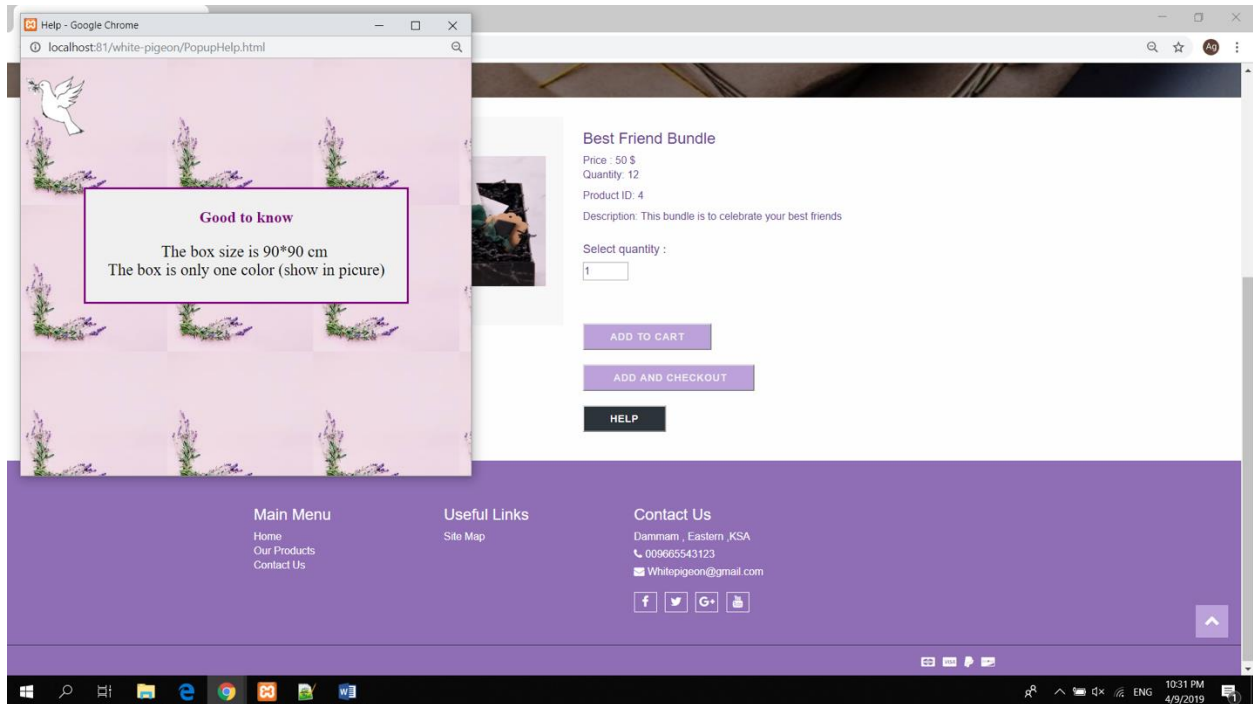 Help - Google Chrome
localhost:81/white-pigeon/PopupHelp.html
Ag
Good to know
The box size is 90*90 cm
The box is only one color (show in picure)
Best Friend Bundle
Price : 50 $
Quantity: 12
Product ID: 4
Description: This bundle is to celebrate your best friends
Select quantity :
1
ADD TO CART
ADD AND CHECKOUT
HELP
Main Menu
Home
Our Products
Contact Us
Useful Links
Site Map
Contact Us
Dammam , Eastern ,KSA
009665543123
Whitepigeon@gmail.com
ENG
10:31 PM
4/9/2019